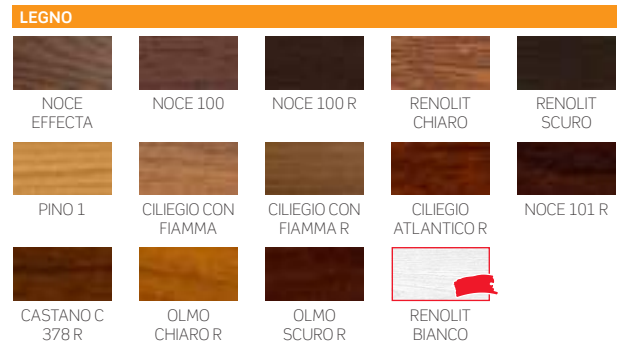 LEGNO
NOCE
EFFECTA
NOCE 100
NOCE 100 R
RENOLIT
CHIARO
RENOLIT
SCURO
PINO 1
CILIEGIO CON
FIAMMA
CILIEGIO CON
FIAMMA R
CILIEGIO
ATLANTICO R
NOCE 101 R
CASTANO C
378 R
OLMO
CHIARO R
OLMO
SCURO R
RENOLIT
BIANCO